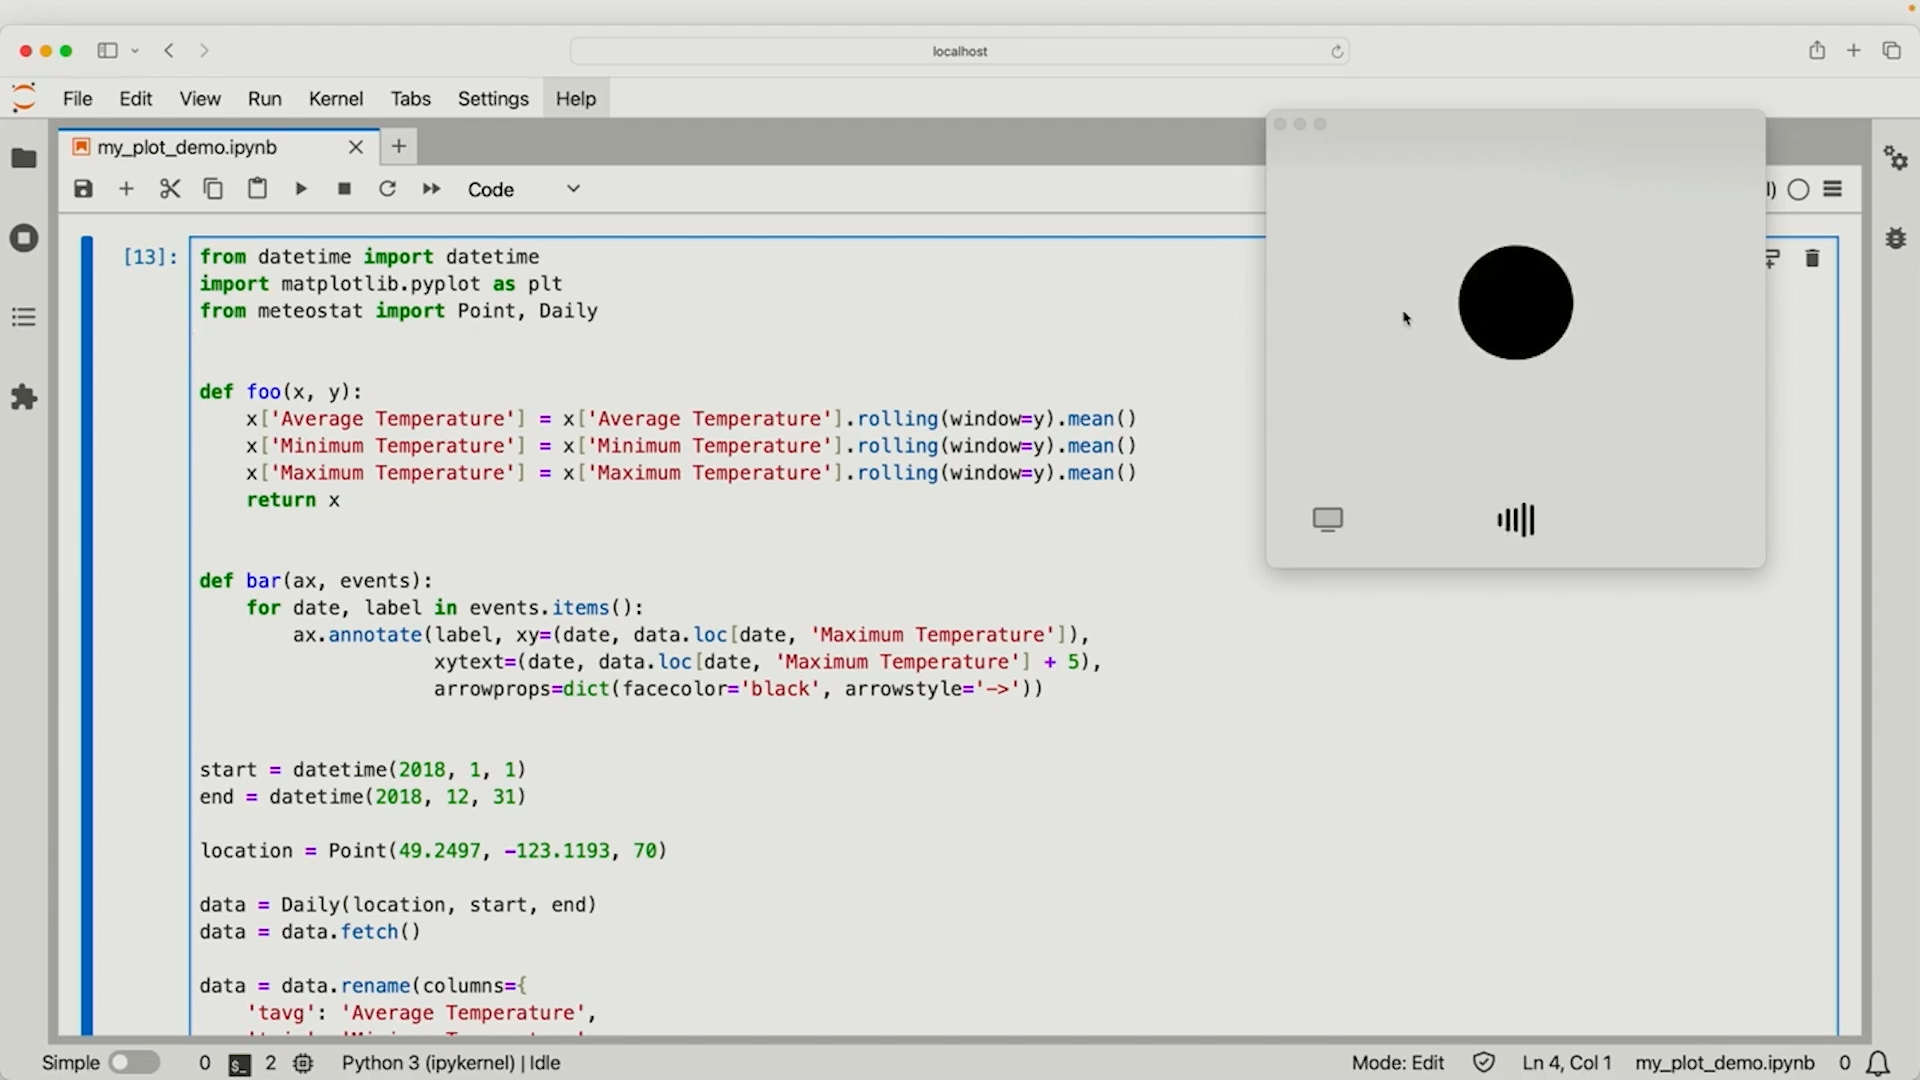 localhost
File Edit View Run Kernel Tabs Settings Help
my_plot_demo.ipynb
Code
[13]:
from datetime import datetime
import matplotlib.pyplot as plt
from meteostat import Point, Daily
def foo(x, y):
x['Average Temperature'] = x['Average Temperature'].rolling(window=y).mean()
x['Minimum Temperature'] = x['Minimum Temperature'].rolling(window=y).mean()
x['Maximum Temperature'] = x['Maximum Temperature'].rolling(window=y).mean()
return x
def bar(ax, events):
for date, label in events.items():
ax.annotate(label, xy=(date, data.loc[date, 'Maximum Temperature']),
xytext=(date, data.loc[date, 'Maximum Temperature'] + 5),
arrowprops=dict(facecolor='black', arrowstyle='->'))
start = datetime(2018, 1, 1)
end = datetime(2018, 12, 31)
location = Point(49.2497, -123.1193, 70)
data = Daily(location, start, end)
data = data.fetch()
data = data.rename(columns={
'tavg': 'Average Temperature',
Simple 0 2 Python 3 (ipykernel) | Idle Mode: Edit Ln 4, Col 1 my_plot_demo.ipynb 0